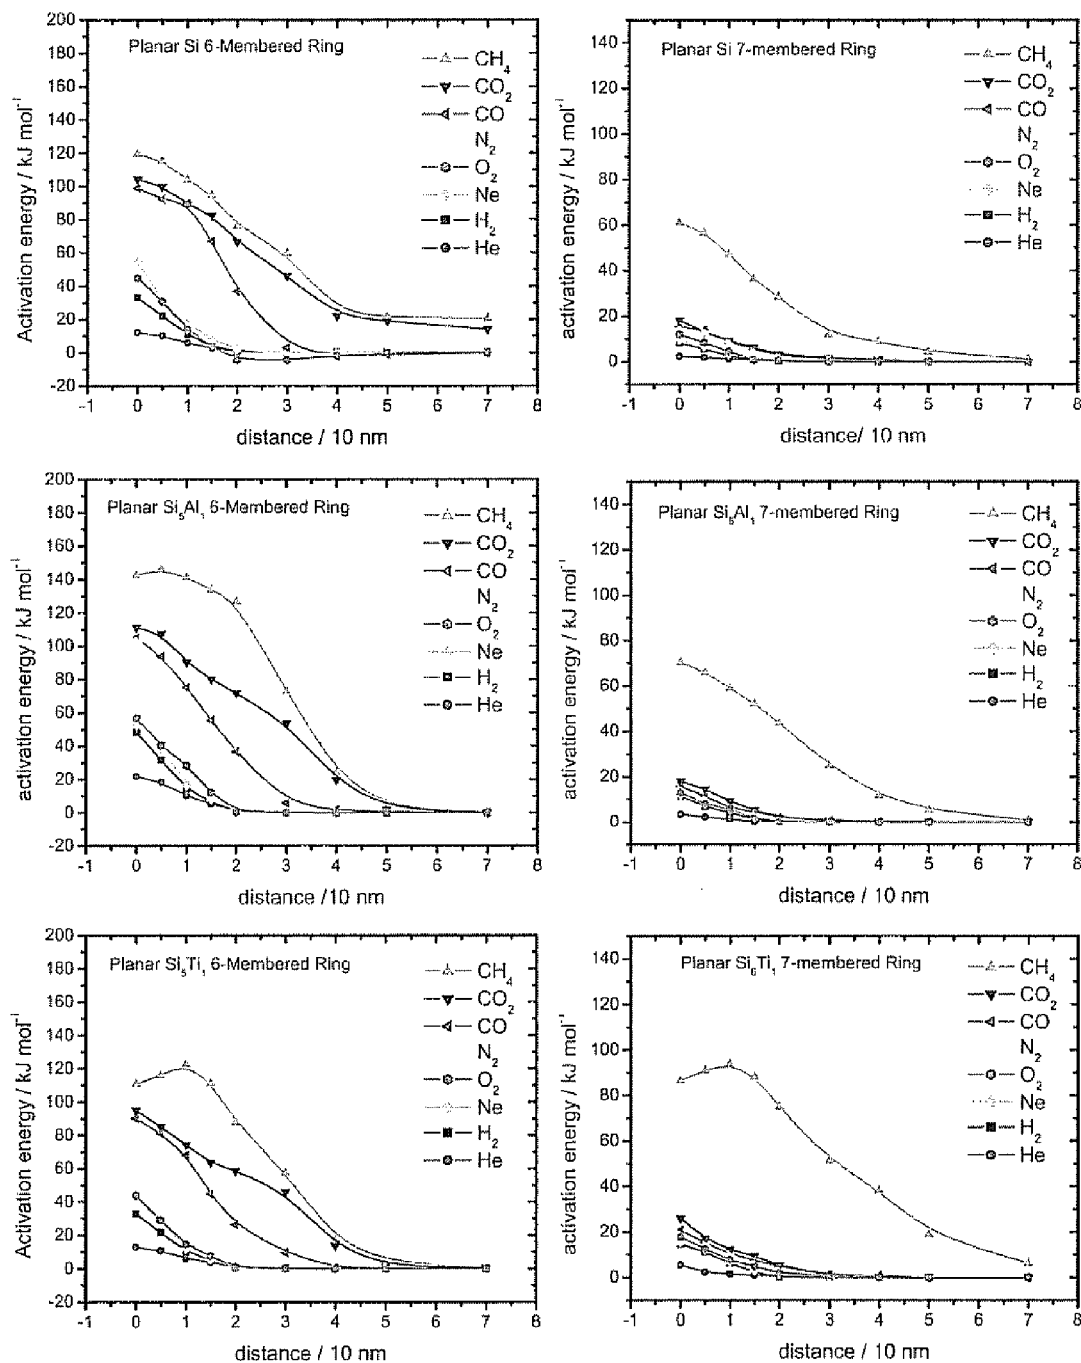 Planar Si 6-Membered Ring
CH4
CO2
CO
N2
O2
Ne
H2
He
Activation energy / kJ mol-1
200
180
160
140
120
100
80
60
40
20
0
-20
-1 0 1 2 3 4 5 6 7 8
distance / 10 nm
Planar Si 7-membered Ring
CH4
CO2
CO
N2
O2
Ne
H2
He
activation energy / kJ mol-1
140
120
100
80
60
40
20
0
-1 0 1 2 3 4 5 6 7 8
distance/ 10 nm
Planar Si5Al1 6-Membered Ring
CH4
CO2
CO
N2
O2
Ne
H2
He
activation energy / kJ mol-1
200
180
160
140
120
100
80
60
40
20
0
-20
-1 0 1 2 3 4 5 6 7 8
distance /10 nm
Planar Si6Al1 7-membered Ring
CH4
CO2
CO
N2
O2
Ne
H2
He
activation energy / kJ mol-1
140
120
100
80
60
40
20
0
-1 0 1 2 3 4 5 6 7 8
distance / 10 nm
Planar Si5Ti1 6-Membered Ring
CH4
CO2
CO
N2
O2
Ne
H2
He
Activation energy / kJ mol-1
200
180
160
140
120
100
80
60
40
20
0
-20
-1 0 1 2 3 4 5 6 7 8
distance / 10 nm
Planar Si6Ti1 7-membered Ring
CH4
CO2
CO
N2
O2
Ne
H2
He
activation energy / kJ mol-1
140
120
100
80
60
40
20
0
-1 0 1 2 3 4 5 6 7 8
distance / 10 nm